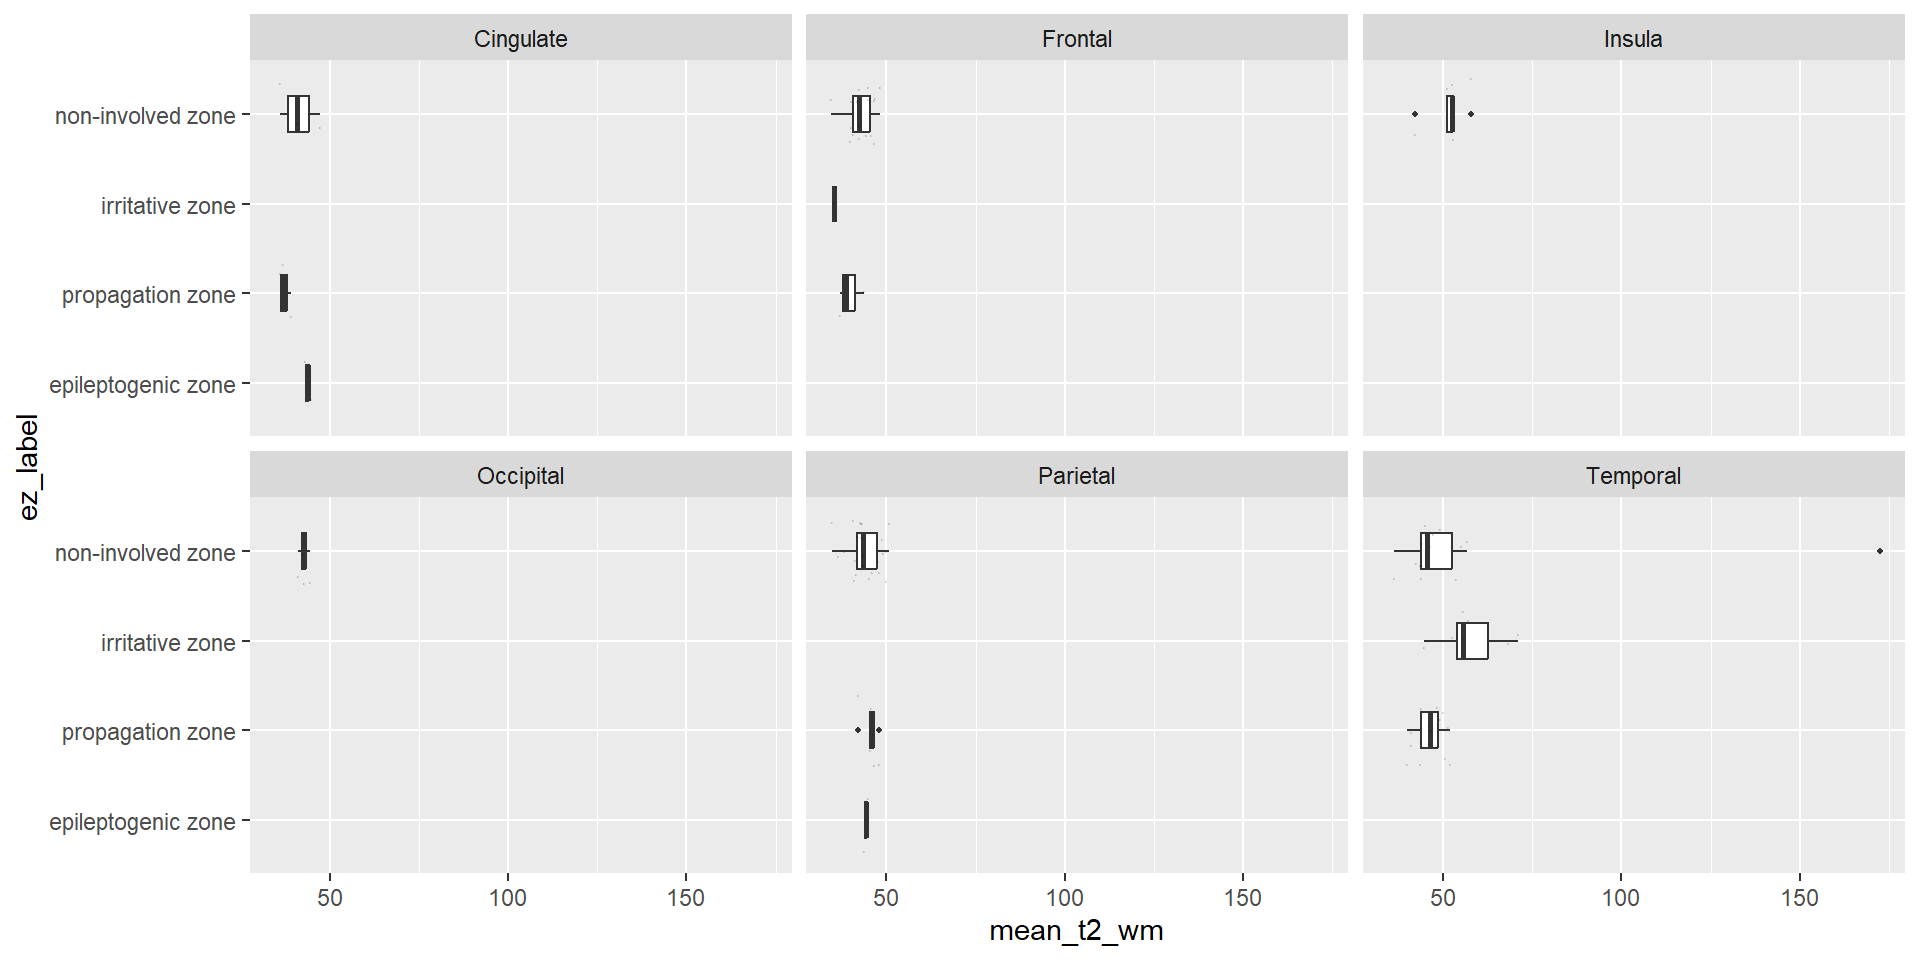 Cingulate
Frontal
Insula
non-involved zone
irritative zone
propagation zone
epileptogenic zone
Occipital
Parietal
Temporal
non-involved zone
irritative zone
propagation zone
epileptogenic zone
ez_label
50 100 150
50 100 150
50 100 150
mean_t2_wm